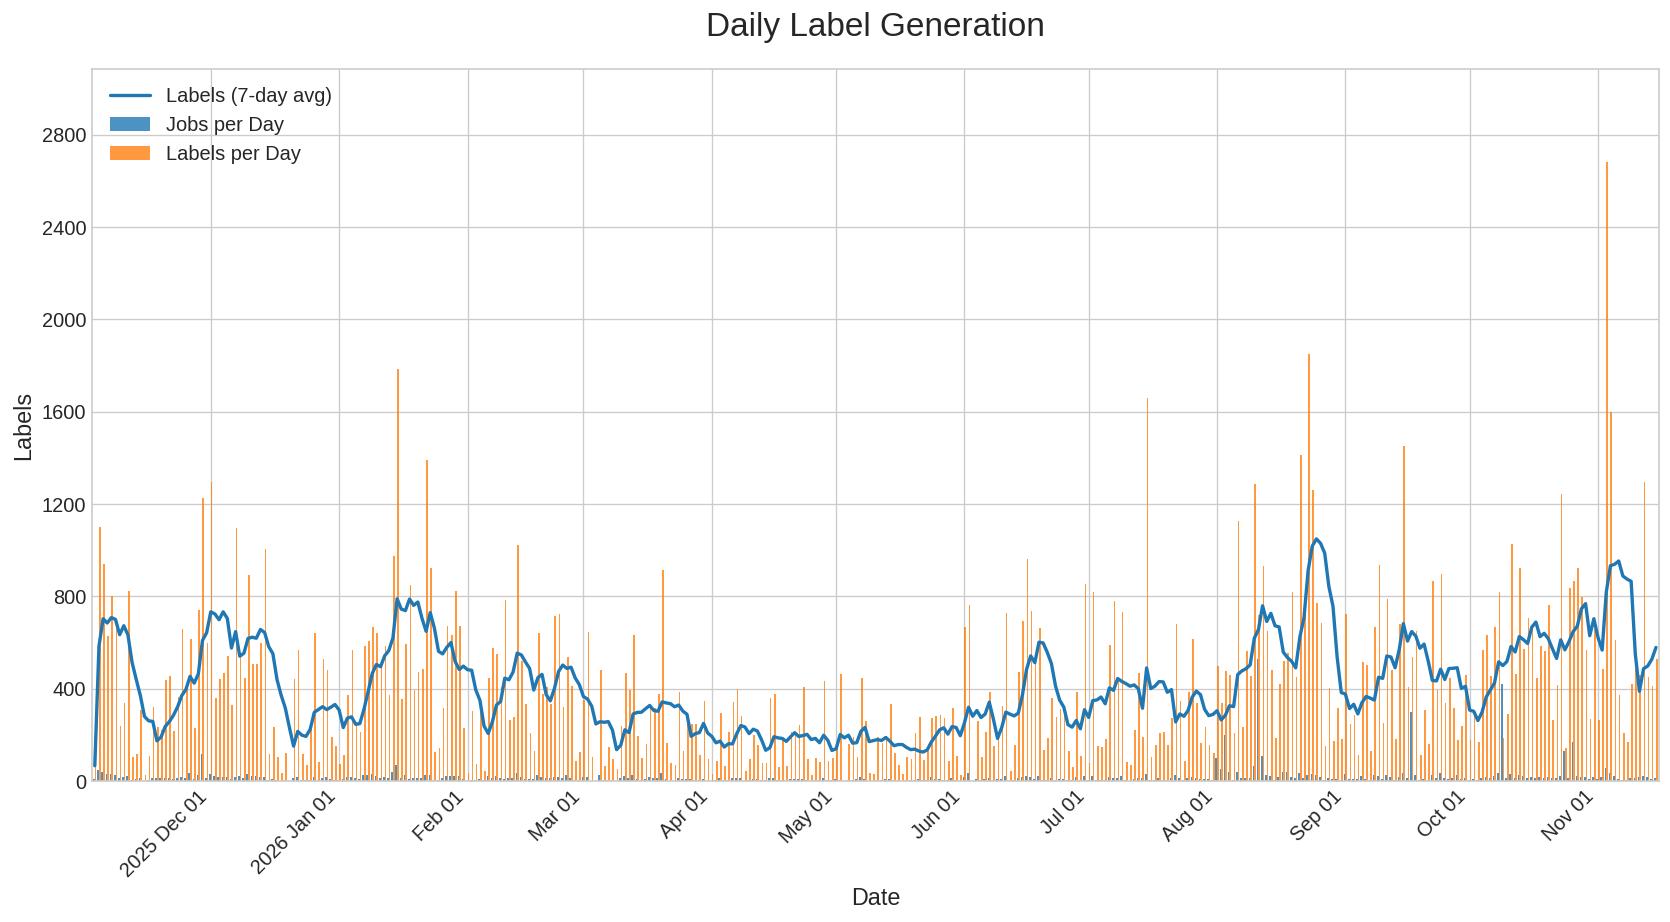 Daily Label Generation
Labels (7-day avg)
Jobs per Day
Labels per Day
2800
2400
2000
1600
1200
800
400
0
Labels
2025 Dec 01
2026 Jan 01
Feb 01
Mar 01
Apr 01
May 01
Jun 01
Jul 01
Aug 01
Sep 01
Oct 01
Nov 01
Date